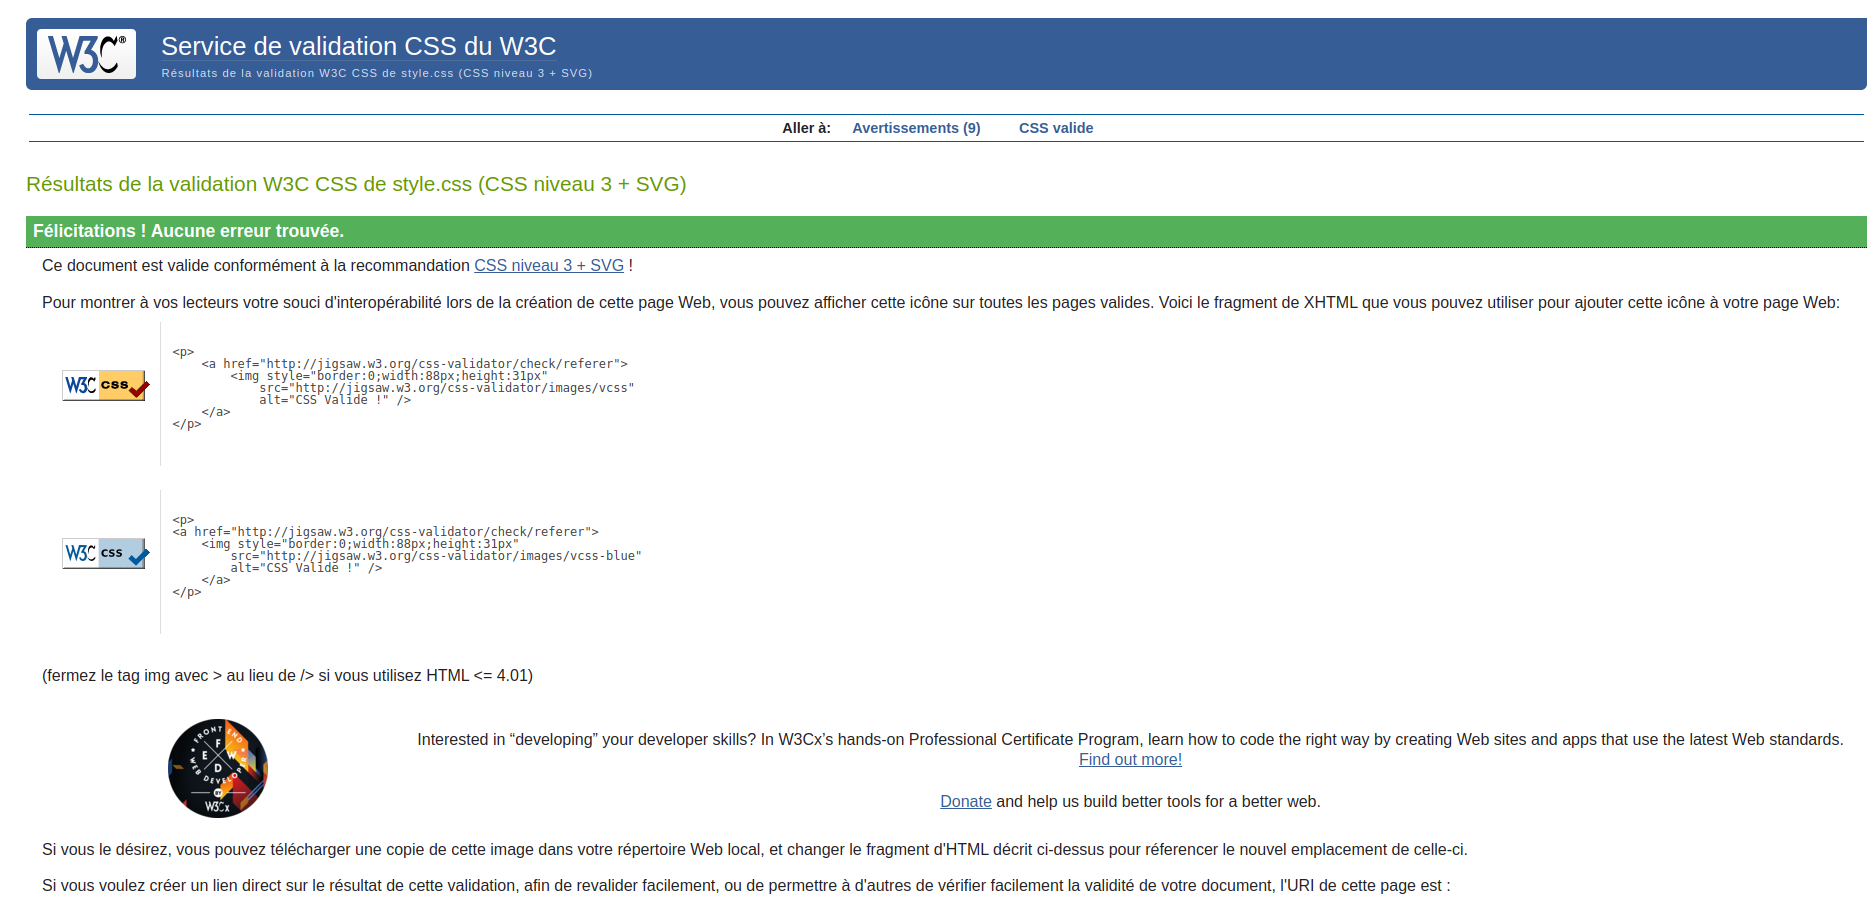 W3C®
Service de validation CSS du W3C
Résultats de la validation W3C CSS de style.css (CSS niveau 3 + SVG)
Aller à: Avertissements (9) CSS valide
Résultats de la validation W3C CSS de style.css (CSS niveau 3 + SVG)
Félicitations ! Aucune erreur trouvée.
Ce document est valide conformément à la recommandation CSS niveau 3 + SVG !
Pour montrer à vos lecteurs votre souci d'interopérabilité lors de la création de cette page Web, vous pouvez afficher cette icône sur toutes les pages valides. Voici le fragment de XHTML que vous pouvez utiliser pour ajouter cette icône à votre page Web:
W3C css
<p>
<a href="http://jigsaw.w3.org/css-validator/check/referer">
<img style="border:0;width:88px;height:31px"
src="http://jigsaw.w3.org/css-validator/images/vcss"
alt="CSS Valide !" />
</a>
</p>
W3C css
<p>
<a href="http://jigsaw.w3.org/css-validator/check/referer">
<img style="border:0;width:88px;height:31px"
src="http://jigsaw.w3.org/css-validator/images/vcss-blue"
alt="CSS Valide !" />
</a>
</p>
(fermez le tag img avec > au lieu de /> si vous utilisez HTML <= 4.01)
FRONT END
F
E W
D
WEB DEVELOPER
BY
W3Cx
Interested in “developing” your developer skills? In W3Cx’s hands-on Professional Certificate Program, learn how to code the right way by creating Web sites and apps that use the latest Web standards.
Find out more!
Donate and help us build better tools for a better web.
Si vous le désirez, vous pouvez télécharger une copie de cette image dans votre répertoire Web local, et changer le fragment d'HTML décrit ci-dessus pour réferencer le nouvel emplacement de celle-ci.
Si vous voulez créer un lien direct sur le résultat de cette validation, afin de revalider facilement, ou de permettre à d'autres de vérifier facilement la validité de votre document, l'URI de cette page est :